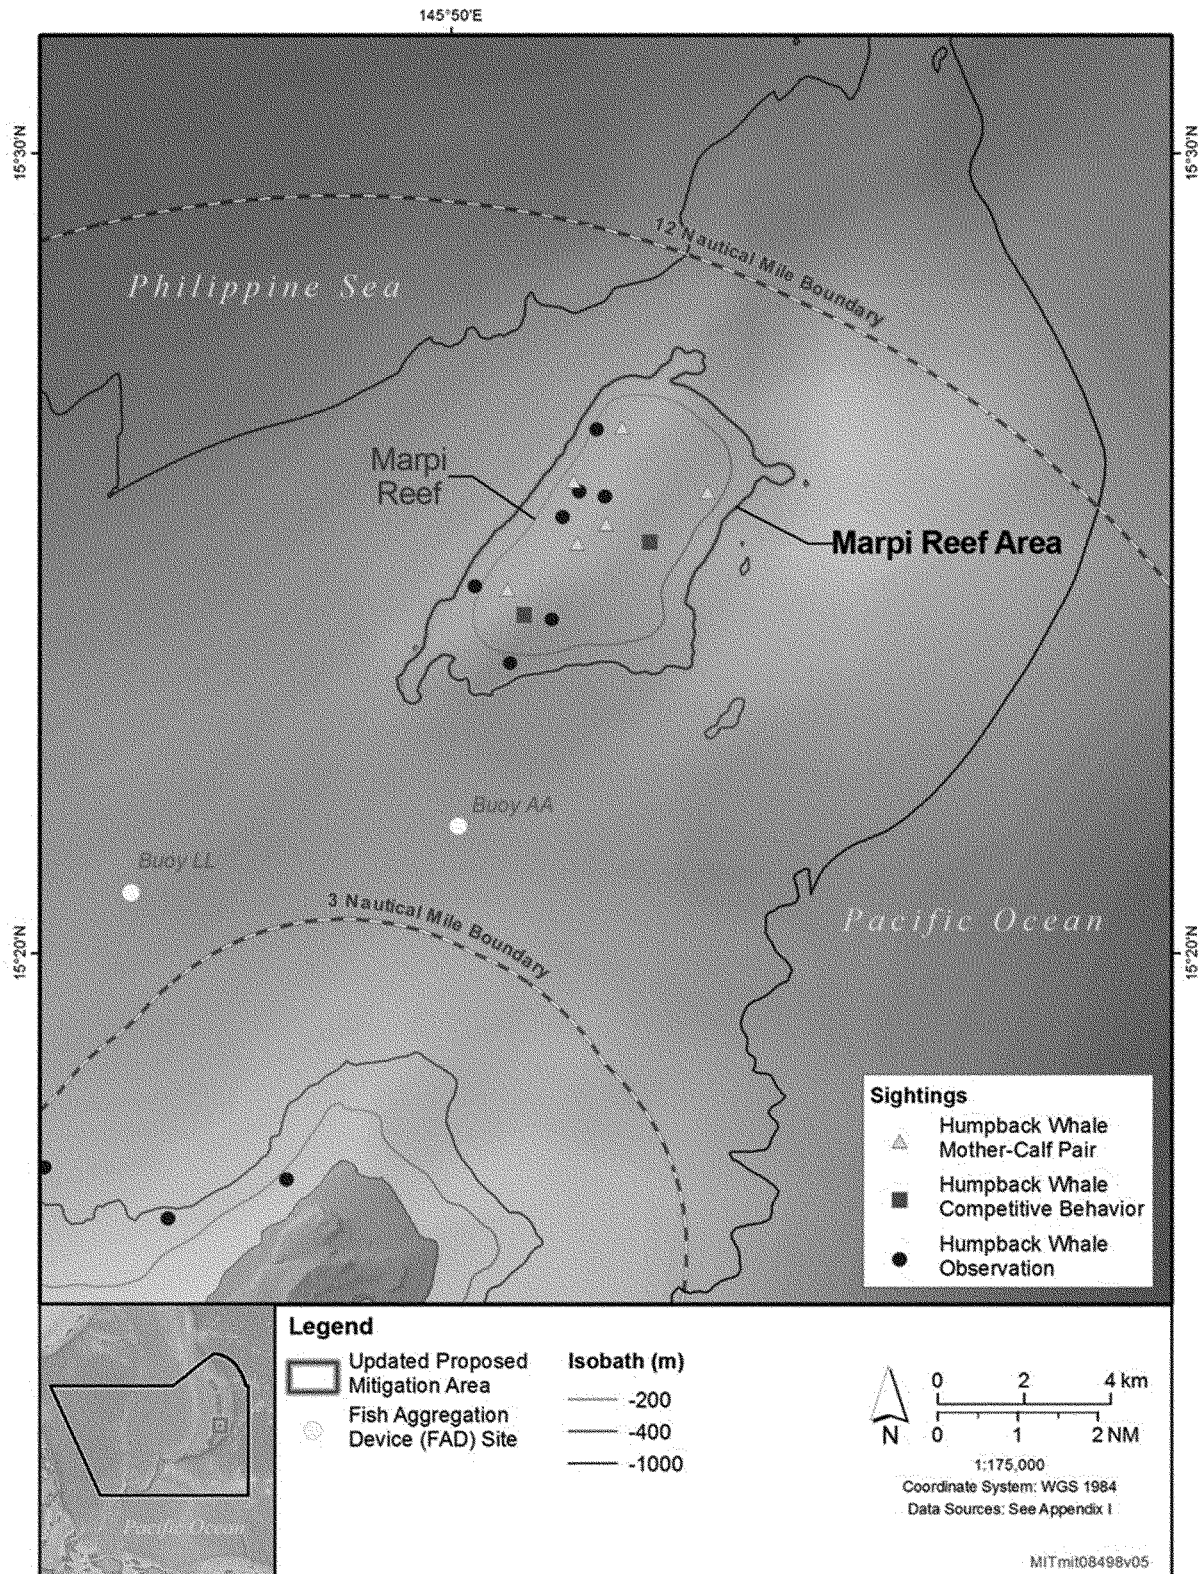 145°50'E
15°30'N
15°30'N
12 Nautical Mile Boundary
Philippine Sea
Marpi
Reef
Marpi Reef Area
Buoy AA
Buoy LL
3 Nautical Mile Boundary
Pacific Ocean
15°20'N
15°20'N
Sightings
Humpback Whale
Mother-Calf Pair
Humpback Whale
Competitive Behavior
Humpback Whale
Observation
Legend
Updated Proposed
Mitigation Area
Fish Aggregation
Device (FAD) Site
Isobath (m)
-200
-400
-1000
N
0 2 4 km
0 1 2 NM
1:175,000
Coordinate System: WGS 1984
Data Sources: See Appendix I
Pacific Ocean
MITmit08498v05